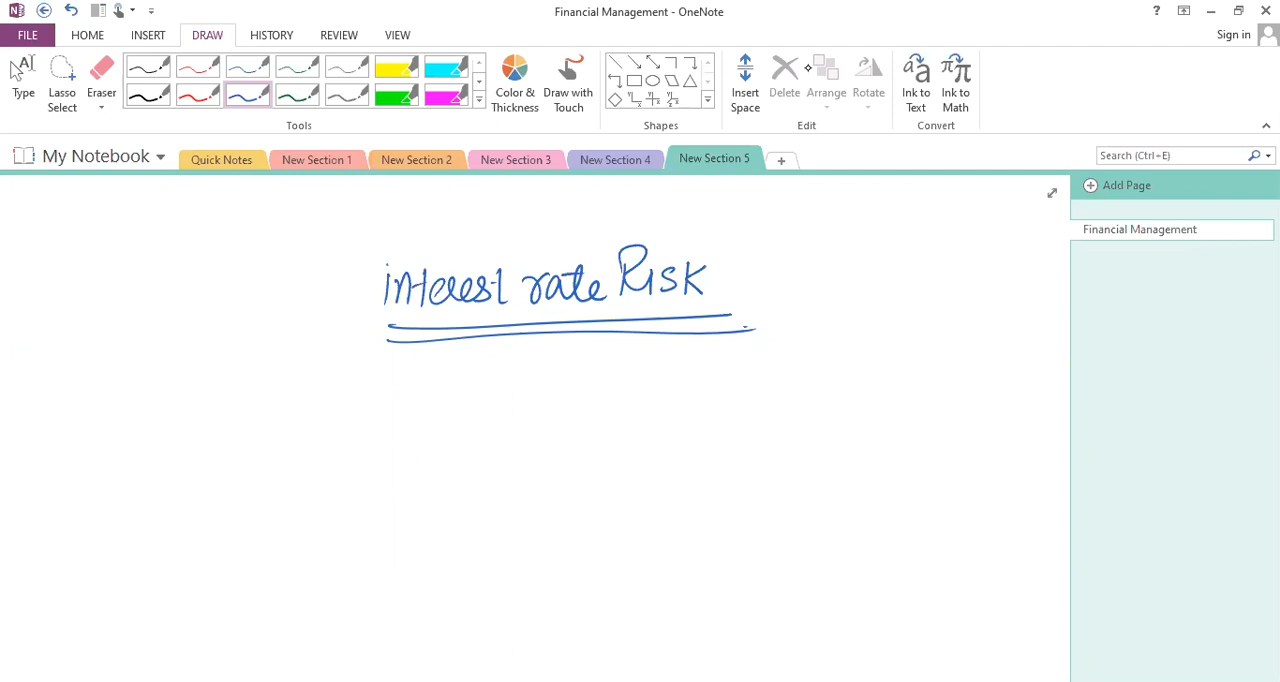 Financial Management - OneNote
?
FILE HOME INSERT DRAW HISTORY REVIEW VIEW
Sign in
Type
Lasso Select
Eraser
Color & Thickness
Draw with Touch
Insert Space
Delete
Arrange
Rotate
Ink to Text
Ink to Math
Tools
Shapes
Edit
Convert
My Notebook
Quick Notes
New Section 1
New Section 2
New Section 3
New Section 4
New Section 5
Search (Ctrl+E)
Add Page
Financial Management
interest rate Risk